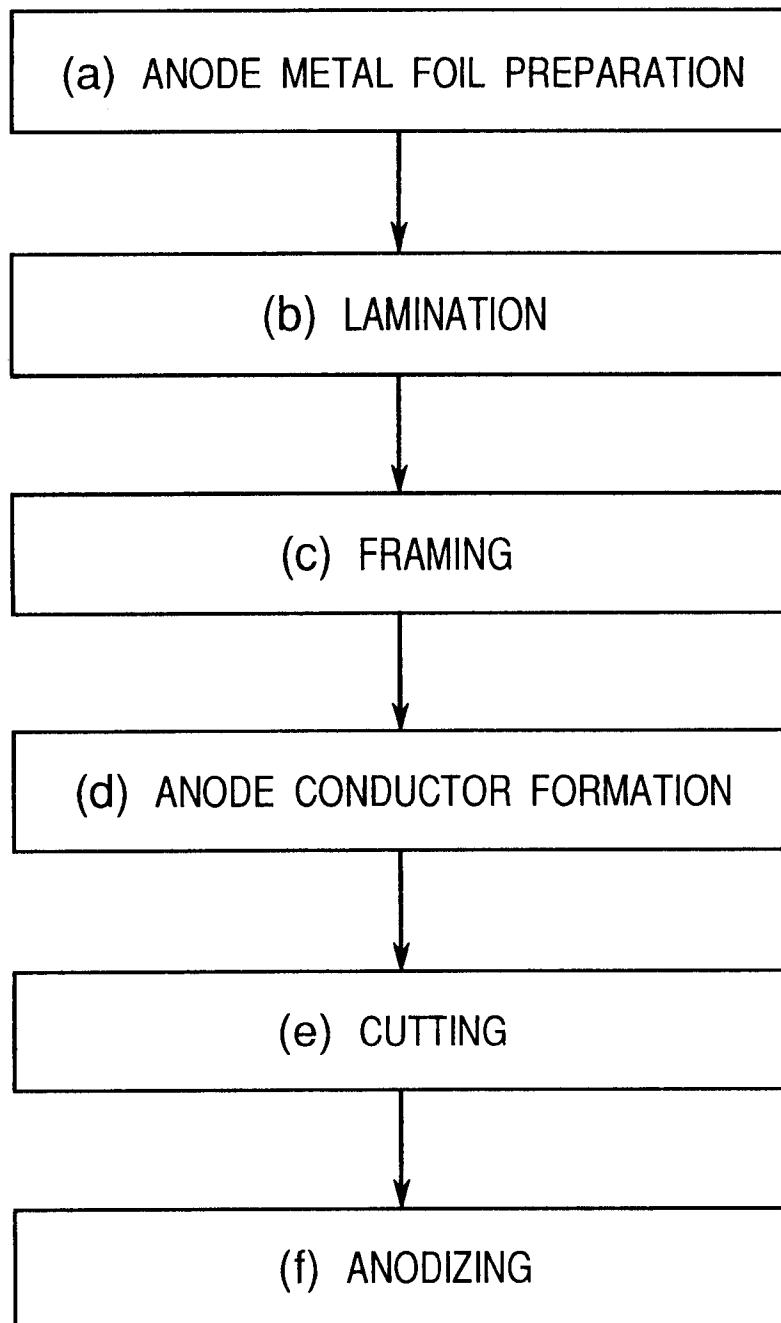 (a) ANODE METAL FOIL PREPARATION
(b) LAMINATION
(c) FRAMING
(d) ANODE CONDUCTOR FORMATION
(e) CUTTING
(f) ANODIZING